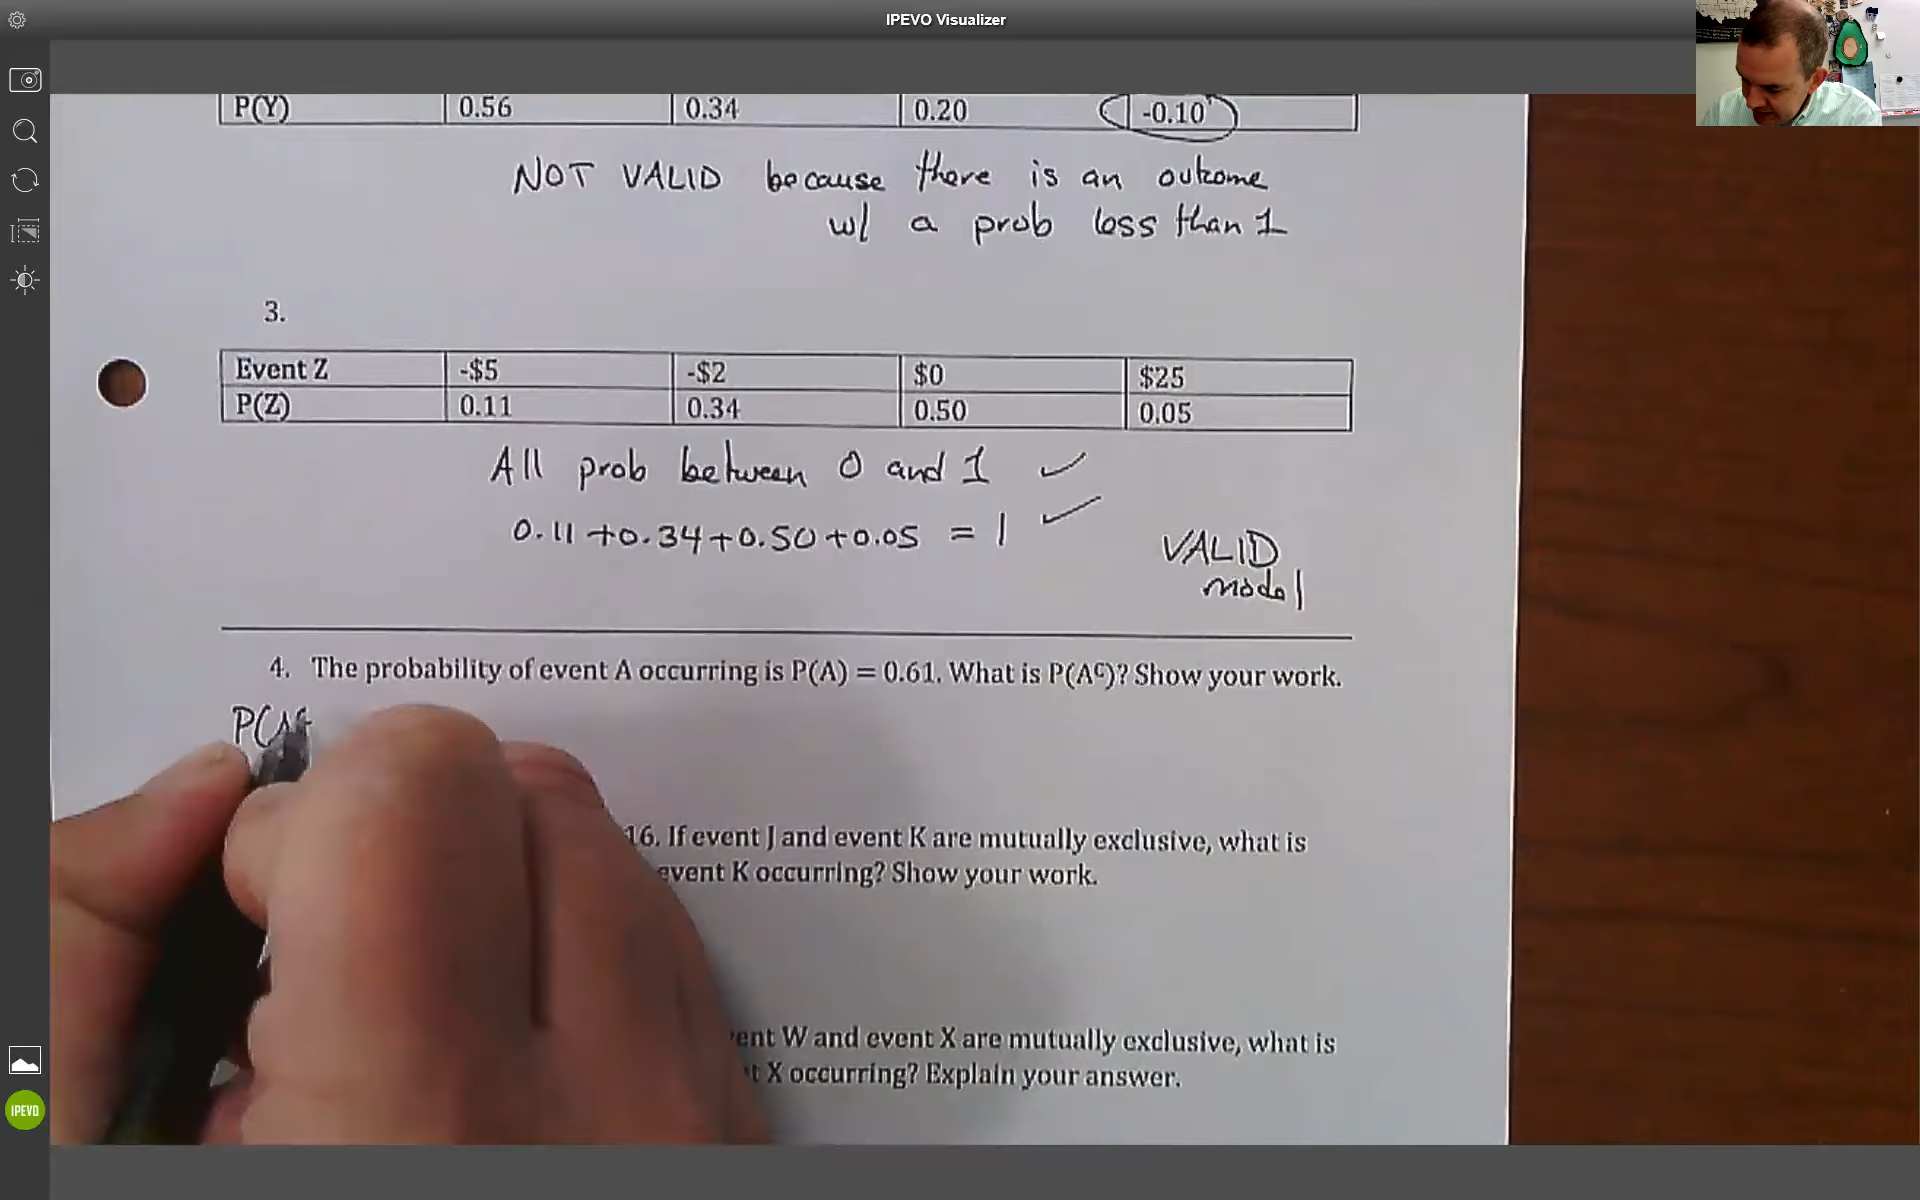 IPEVO Visualizer
P(Y) 0.56 0.34 0.20 -0.10
NOT VALID because there is an outcome
w/ a prob less than 1
3.
Event Z -$5 -$2 $0 $25
P(Z) 0.11 0.34 0.50 0.05
All prob between 0 and 1 ✓
0.11+0.34+0.50+0.05 = 1 ✓
VALID
model
4. The probability of event A occurring is P(A) = 0.61. What is P(Aᶜ)? Show your work.
P(A
16. If event J and event K are mutually exclusive, what is
event K occurring? Show your work.
W and event X are mutually exclusive, what is
X occurring? Explain your answer.
IPEVO